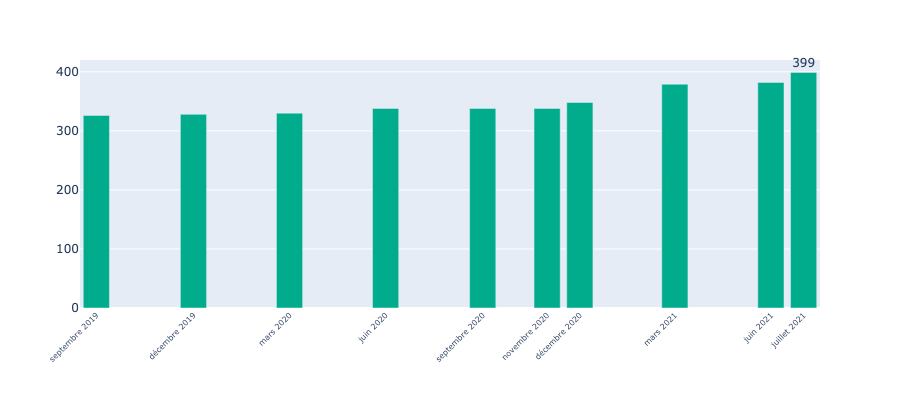 399
400
300
200
100
0
septembre 2019
décembre 2019
mars 2020
juin 2020
septembre 2020
novembre 2020
décembre 2020
mars 2021
juin 2021
juillet 2021